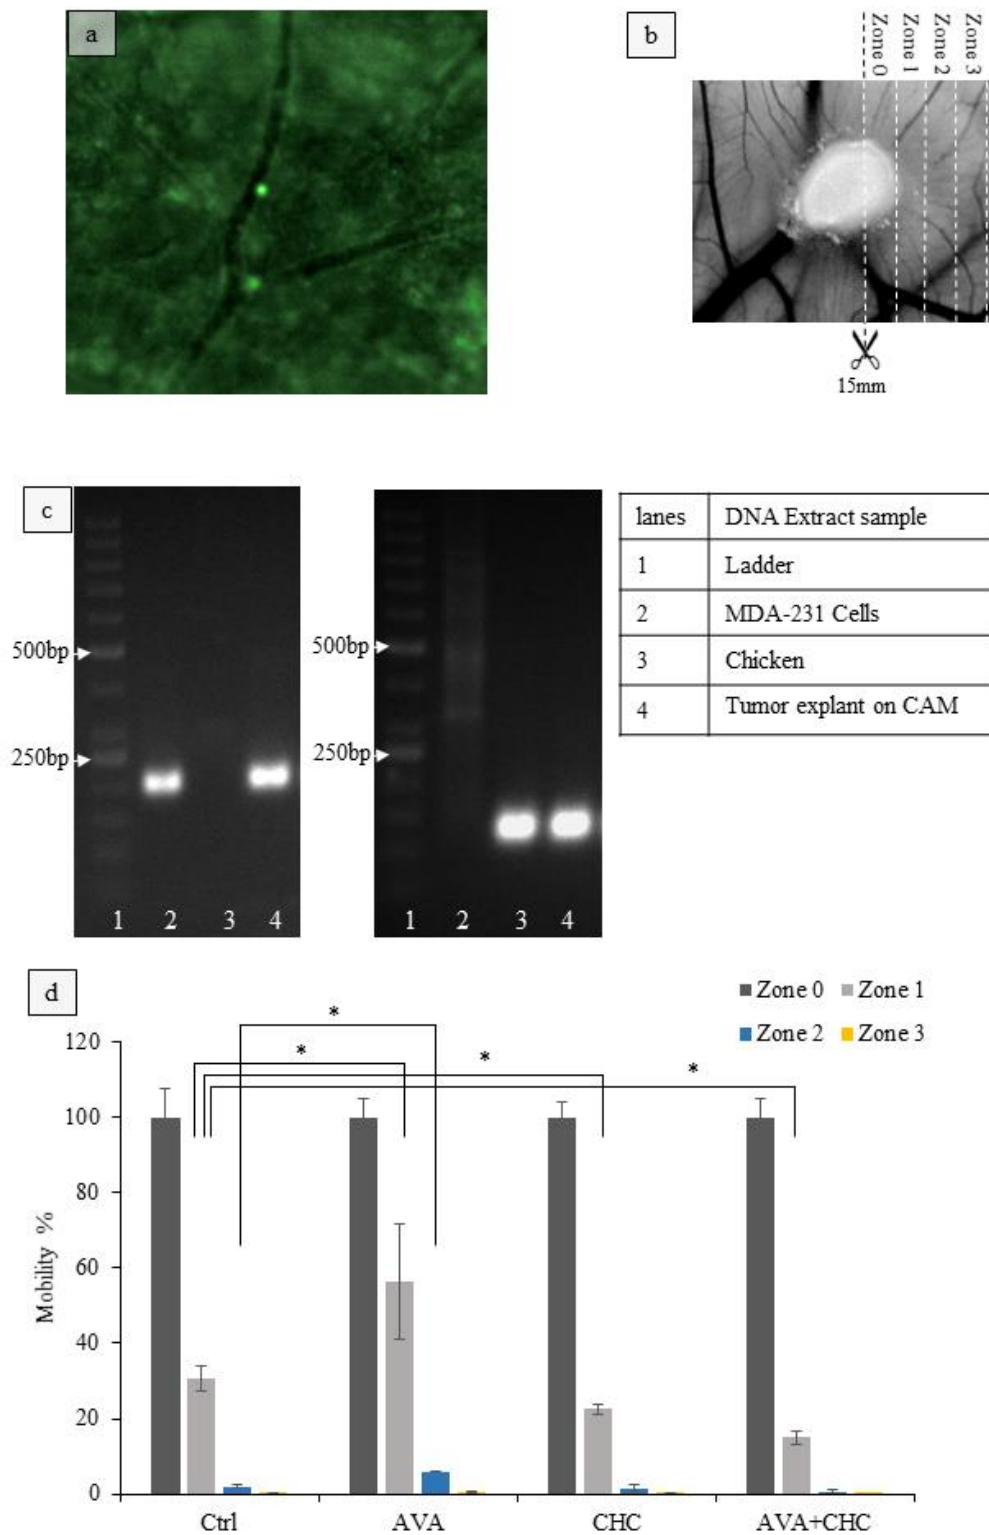 a
b
Zone 0
Zone 1
Zone 2
Zone 3
15mm
c
500bp
250bp
1 2 3 4
500bp
250bp
1 2 3 4
lanes DNA Extract sample
1 Ladder
2 MDA-231 Cells
3 Chicken
4 Tumor explant on CAM
d
Zone 0 Zone 1
Zone 2 Zone 3
*
*
*
*
Mobility %
120
100
80
60
40
20
0
Ctrl AVA CHC AVA+CHC